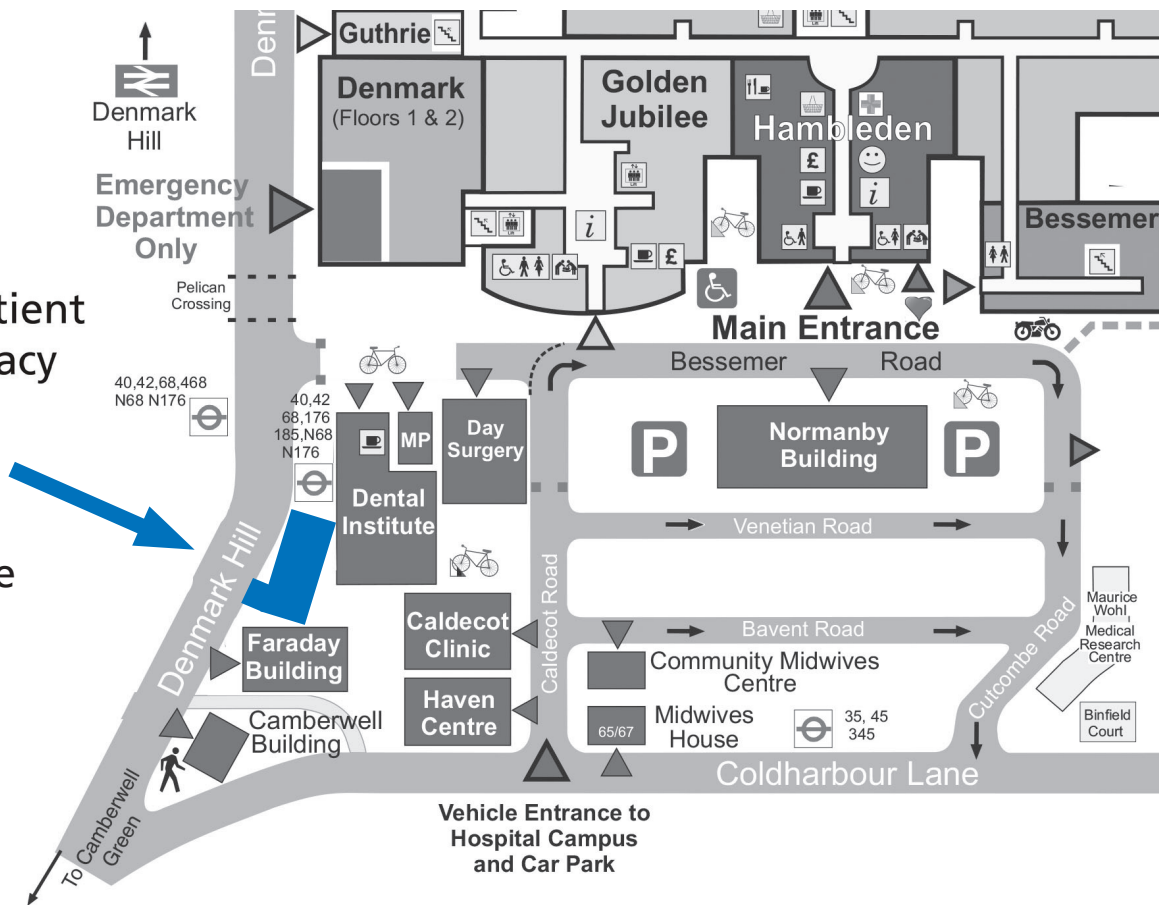 Denn
Guthrie
Denmark
(Floors 1 & 2)
Golden
Jubilee
Hambleden
£
£
i
i
Lift
Lift
Bessemer
Denmark
Hill
Emergency
Department
Only
Pelican
Crossing
tient
acy
e
Main Entrance
Bessemer Road
40,42,68,468
N68 N176
40,42
68,176
185,N68
N176
MP
Day
Surgery
Dental
Institute
P
Normanby
Building
P
Venetian Road
Denmark Hill
Caldecot Road
Caldecot
Clinic
Bavent Road
Cutcombe Road
Maurice
Wohl
Medical
Research
Centre
Faraday
Building
Community Midwives
Centre
Haven
Centre
65/67
Midwives
House
35, 45
345
Binfield
Court
Camberwell
Building
Coldharbour Lane
To Camberwell
Green
Vehicle Entrance to
Hospital Campus
and Car Park